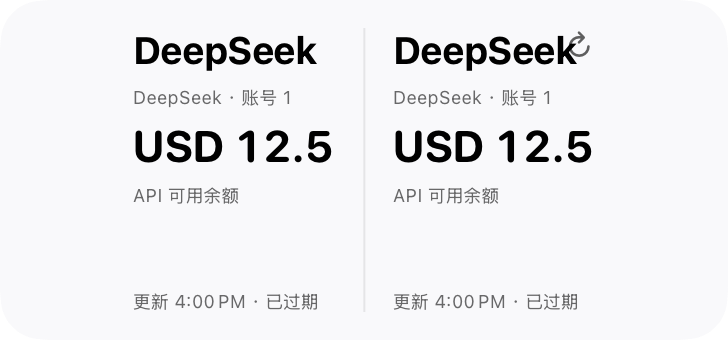 DeepSeek
DeepSeek · 账号 1
USD 12.5
API 可用余额
更新 4:00 PM · 已过期
DeepSeek
DeepSeek · 账号 1
USD 12.5
API 可用余额
更新 4:00 PM · 已过期